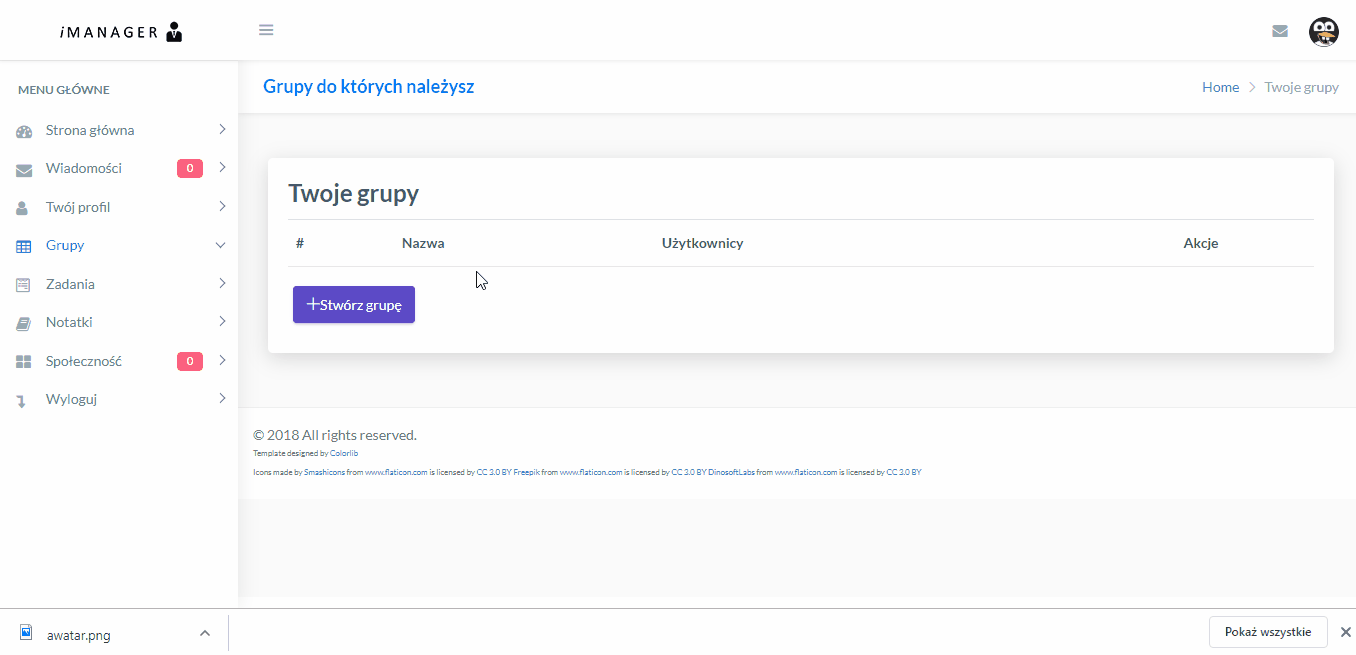 iMANAGER
Grupy do których należysz
Home > Twoje grupy
MENU GŁÓWNE
Strona główna
Wiadomości 0
Twój profil
Grupy
Zadania
Notatki
Społeczność 0
Wyloguj
Twoje grupy
# Nazwa Użytkownicy Akcje
+Stwórz grupę
© 2018 All rights reserved.
Template designed by Colorlib
Icons made by Smashicons from www.flaticon.com is licensed by CC 3.0 BY Freepik from www.flaticon.com is licensed by CC 3.0 BY DinosoftLabs from www.flaticon.com is licensed by CC 3.0 BY
awatar.png
Pokaż wszystkie